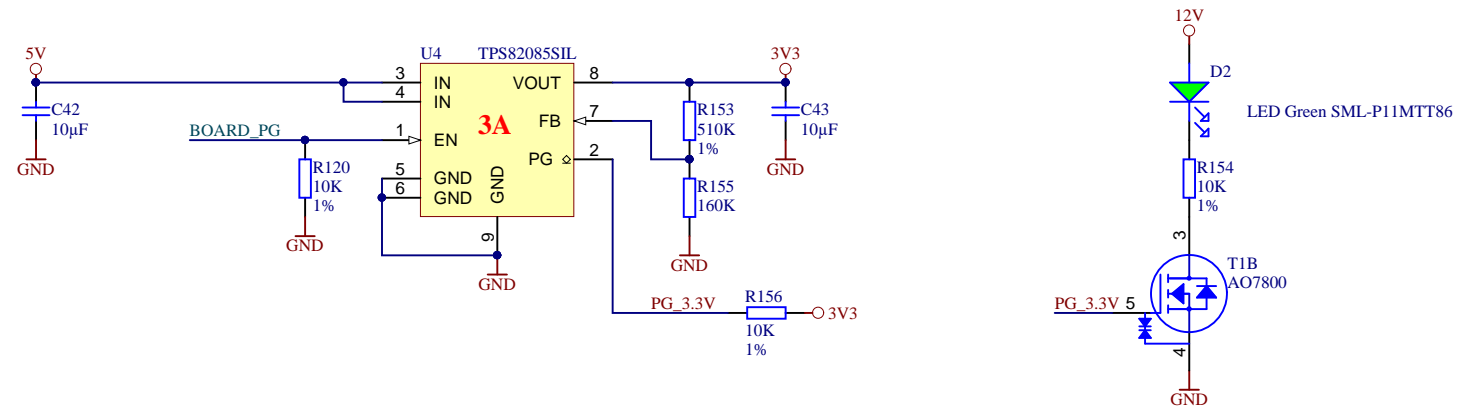 5V
C42
10µF
GND
BOARD_PG
R120
10K
1%
GND
U4
TPS82085SIL
3
IN
4
IN
1
EN
5
GND
6
GND
GND
9
GND
3A
VOUT
8
FB
7
PG
2
R153
510K
1%
R155
160K
GND
3V3
C43
10µF
GND
PG_3.3V
R156
10K
1%
3V3
12V
D2
LED Green SML-P11MTT86
R154
10K
1%
3
T1B
AO7800
PG_3.3V
5
4
GND